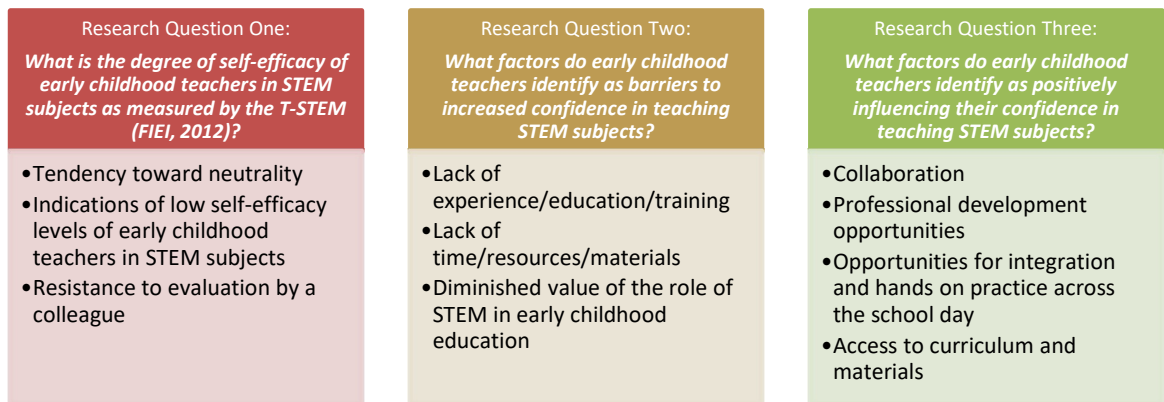 Research Question One:
What is the degree of self-efficacy of
early childhood teachers in STEM
subjects as measured by the T-STEM
(FIEI, 2012)?
•Tendency toward neutrality
•Indications of low self-efficacy
levels of early childhood
teachers in STEM subjects
•Resistance to evaluation by a
colleague
Research Question Two:
What factors do early childhood
teachers identify as barriers to
increased confidence in teaching
STEM subjects?
•Lack of
experience/education/training
•Lack of
time/resources/materials
•Diminished value of the role of
STEM in early childhood
education
Research Question Three:
What factors do early childhood
teachers identify as positively
influencing their confidence in
teaching STEM subjects?
•Collaboration
•Professional development
opportunities
•Opportunities for integration
and hands on practice across
the school day
•Access to curriculum and
materials